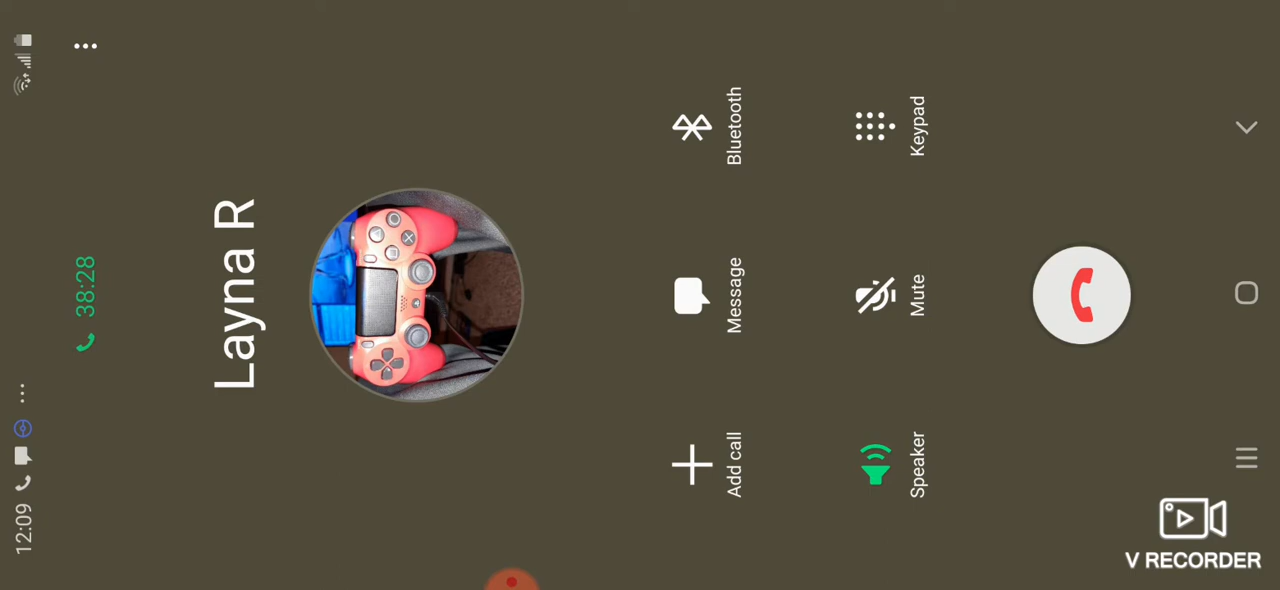 12:09
38:28
Layna R
Add call
Message
Bluetooth
Speaker
Mute
Keypad
V RECORDER